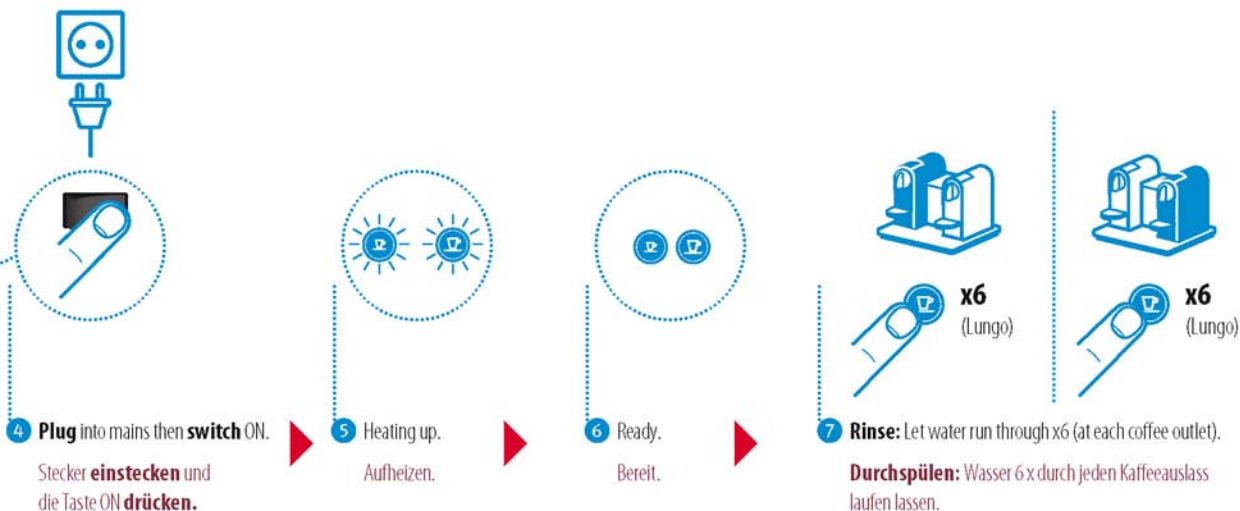 x6
(Lungo)
x6
(Lungo)
4 Plug into mains then switch ON.
Stecker einstecken und
die Taste ON drücken.
5 Heating up.
Aufheizen.
6 Ready.
Bereit.
7 Rinse: Let water run through x6 (at each coffee outlet).
Durchspülen: Wasser 6 x durch jeden Kaffeeauslass
laufen lassen.